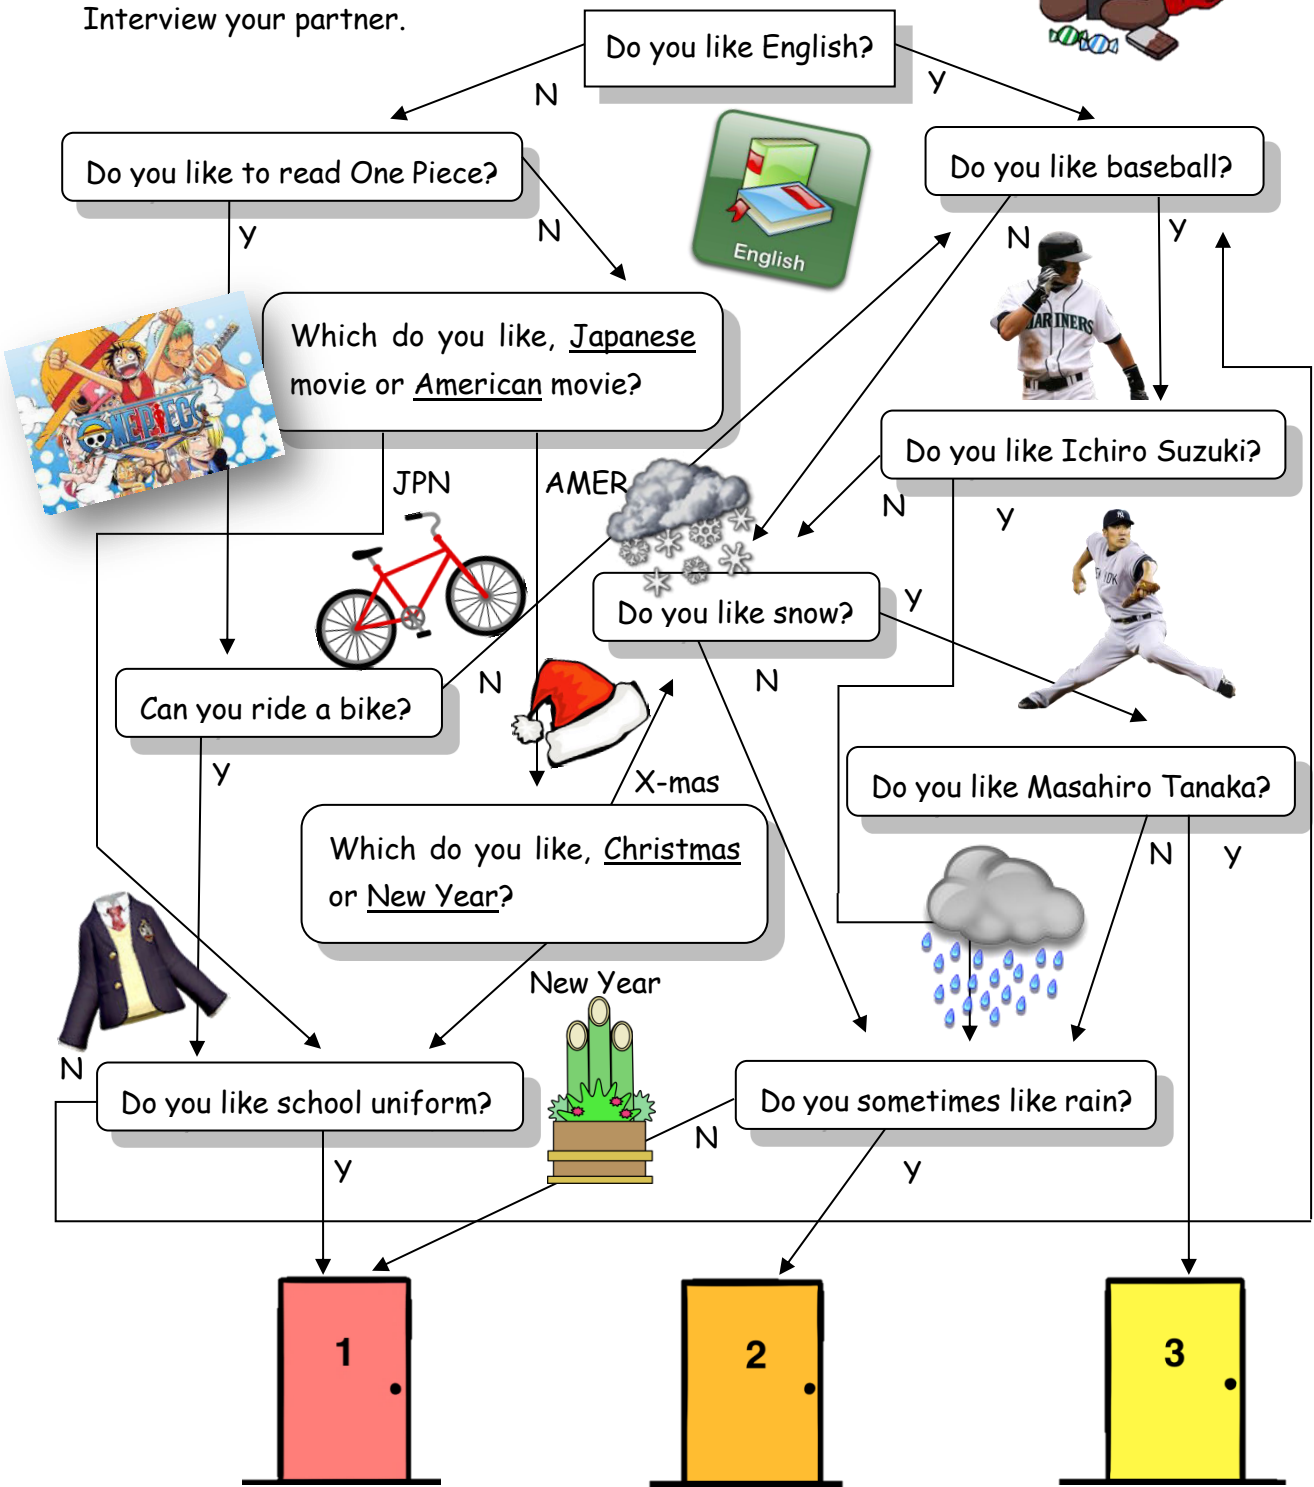 Interview your partner.
Do you like English?
N
Y
Do you like to read One Piece?
Do you like baseball?
Y
N
N
Y
English
Which do you like, Japanese
movie or American movie?
MARINERS
ONE PIECE
Do you like Ichiro Suzuki?
JPN
AMER
N
Y
Do you like snow?
Y
N
N
Can you ride a bike?
Y
X-mas
Do you like Masahiro Tanaka?
N
Y
Which do you like, Christmas
or New Year?
New Year
N
Do you like school uniform?
Do you sometimes like rain?
N
Y
Y
1
2
3